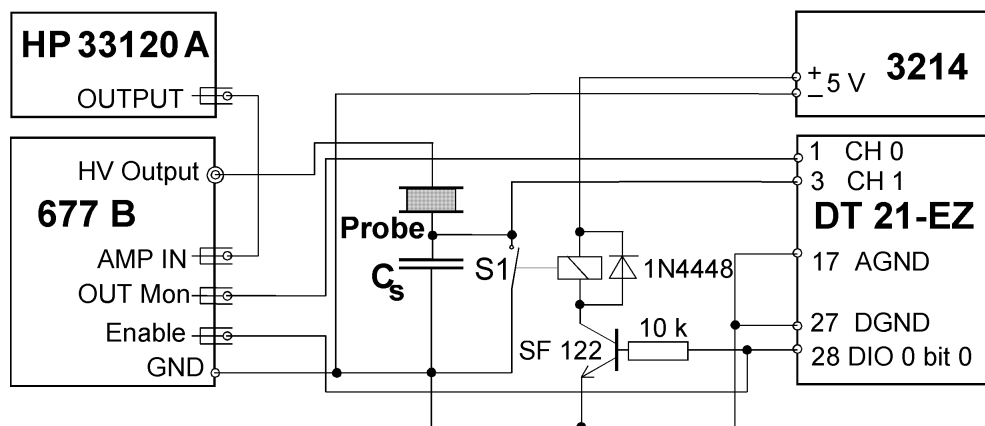 HP 33120 A
OUTPUT
3214
+
5 V
–
HV Output
677 B
AMP IN
OUT Mon
Enable
GND
Probe
Cs
S1
1N4448
SF 122
10 k
1 CH 0
3 CH 1
DT 21-EZ
17 AGND
27 DGND
28 DIO 0 bit 0